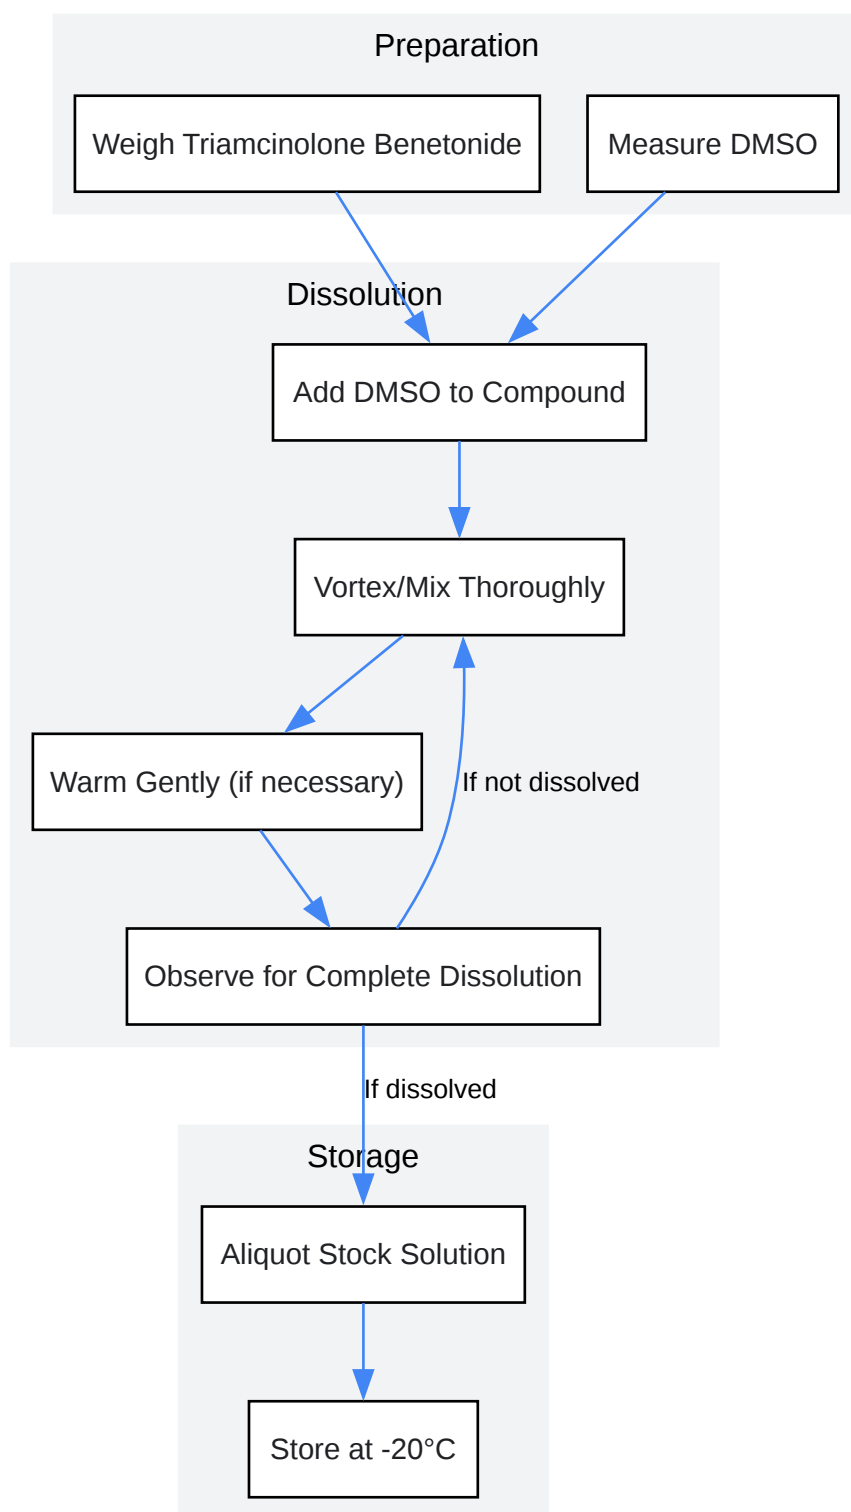 Preparation
Weigh Triamcinolone Benetonide
Measure DMSO
Dissolution
Add DMSO to Compound
Vortex/Mix Thoroughly
Warm Gently (if necessary)
If not dissolved
Observe for Complete Dissolution
If dissolved
Storage
Aliquot Stock Solution
Store at -20°C